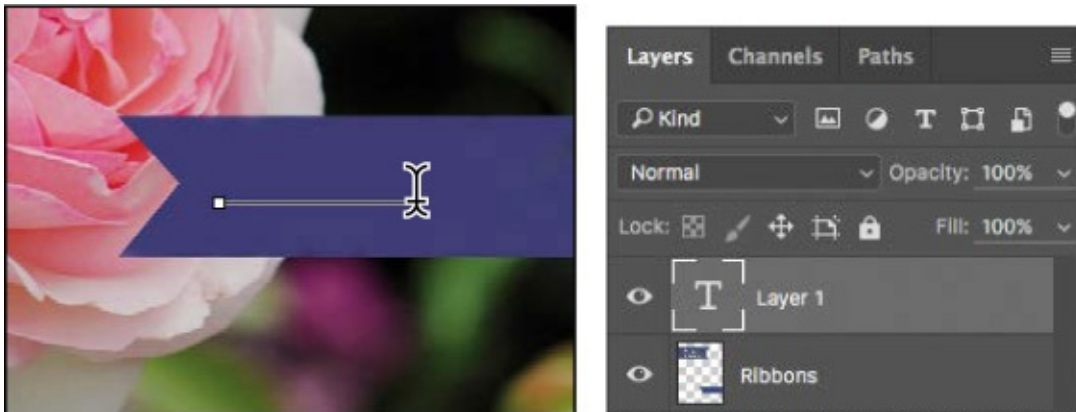 Layers Channels Paths
Kind T
Normal Opacity: 100%
Lock: Fill: 100%
T Layer 1
Ribbons